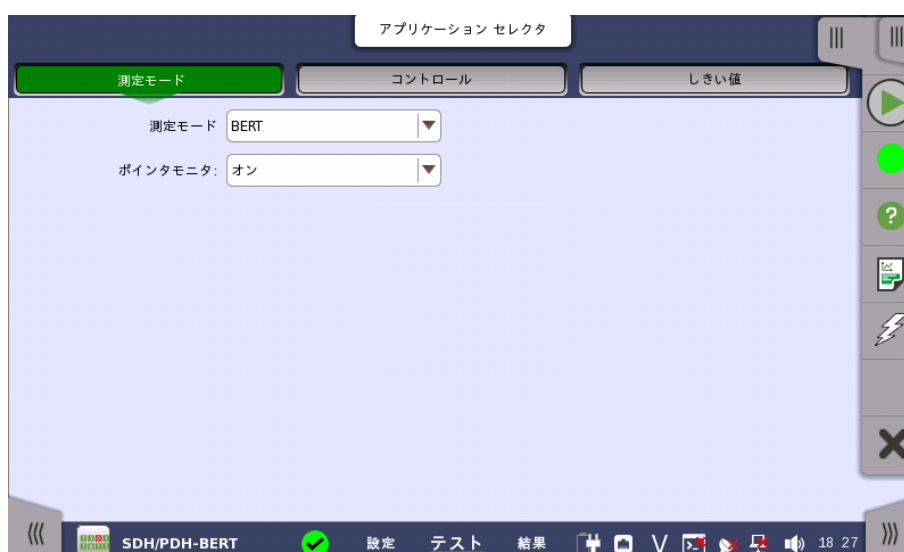 アプリケーション セレクタ
測定モード
コントロール
しきい値
測定モード BERT
ポインタモニタ: オン
SDH/PDH-BERT 設定 テスト 結果 18 27